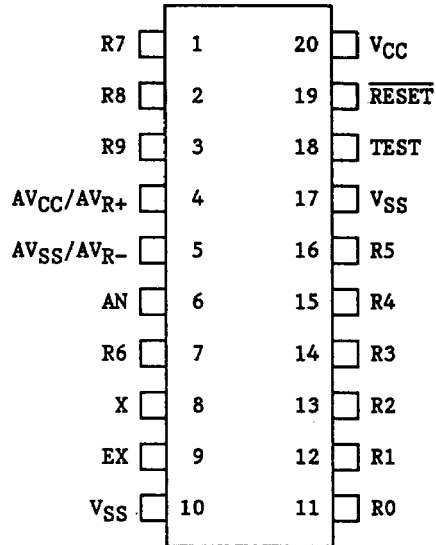 R7 1 20 VCC
R8 2 19 RESET
R9 3 18 TEST
AVCC/AVR+ 4 17 VSS
AVSS/AVR- 5 16 R5
AN 6 15 R4
R6 7 14 R3
X 8 13 R2
EX 9 12 R1
VSS 10 11 R0